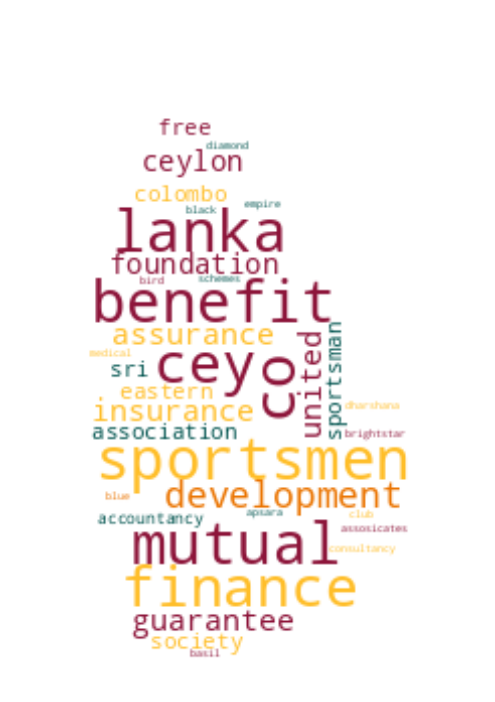 free
diamond
ceylon
colombo
empire
black
lanka
foundation
bird schemes
benefit
assurance
medical
sri ceyo co united sportsman
eastern
insurance dharshana
association brightstar
sportsmen
blue development
accountancy apsara club
mutual assosicates
consultancy
finance
guarantee
society
basil